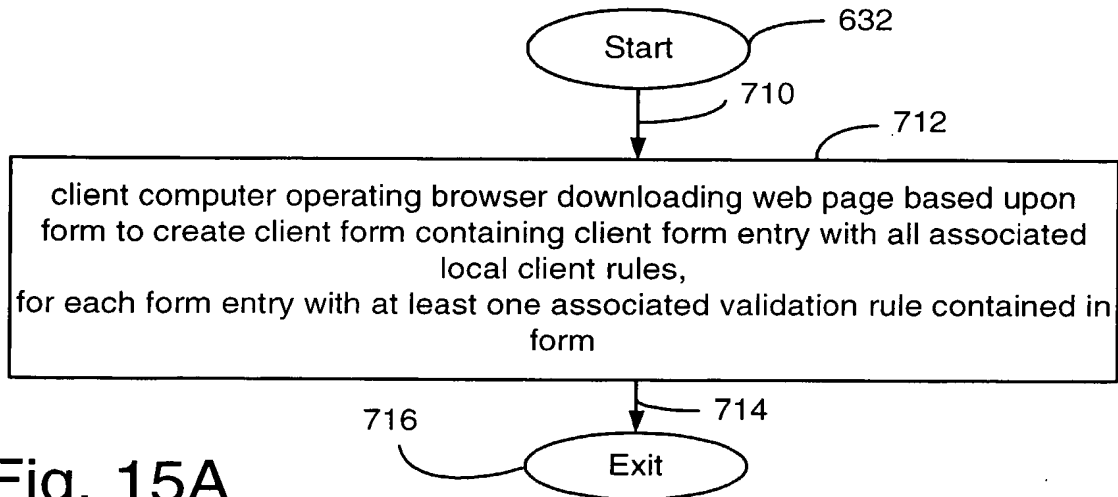 Start
632
710
712
client computer operating browser downloading web page based upon
form to create client form containing client form entry with all associated
local client rules,
for each form entry with at least one associated validation rule contained in
form
714
716
Exit
Fig. 15A